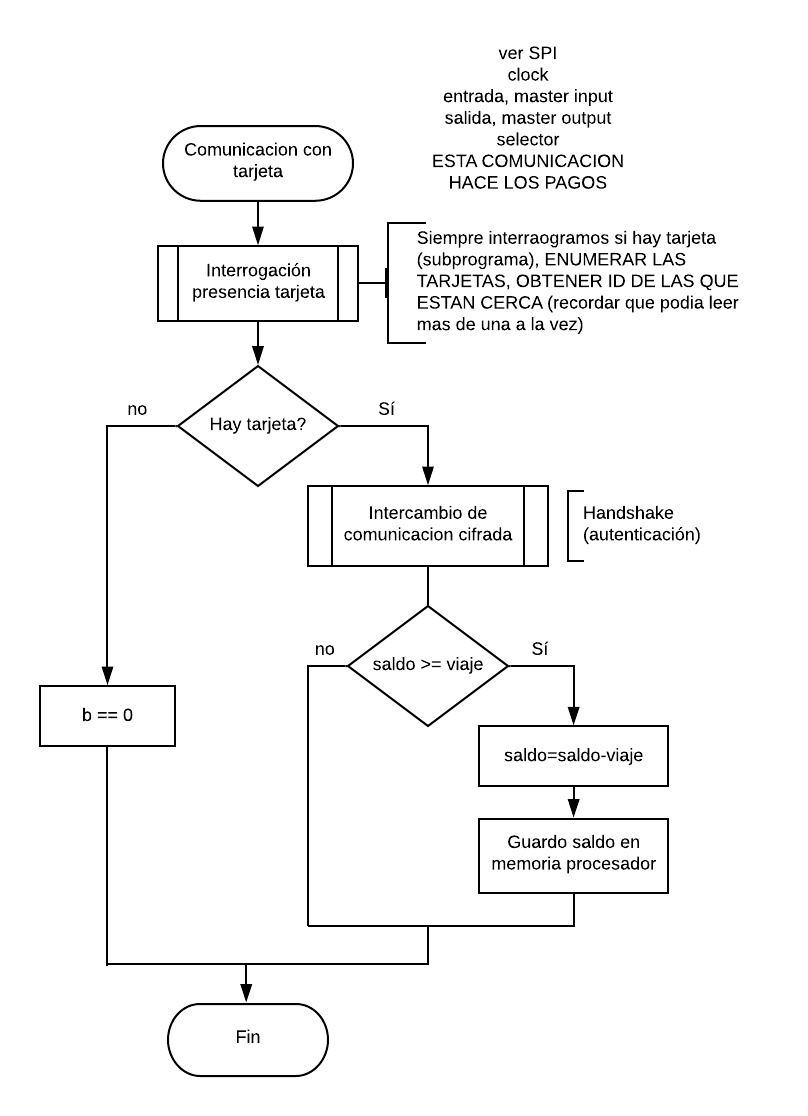 ver SPI
clock
entrada, master input
salida, master output
selector
ESTA COMUNICACION
HACE LOS PAGOS
Comunicacion con
tarjeta
Interrogación
presencia tarjeta
Siempre interraogramos si hay tarjeta
(subprograma), ENUMERAR LAS
TARJETAS, OBTENER ID DE LAS QUE
ESTAN CERCA (recordar que podia leer
mas de una a la vez)
Hay tarjeta?
no
Sí
Intercambio de
comunicacion cifrada
Handshake
(autenticación)
saldo >= viaje
no
Sí
b == 0
saldo=saldo-viaje
Guardo saldo en
memoria procesador
Fin